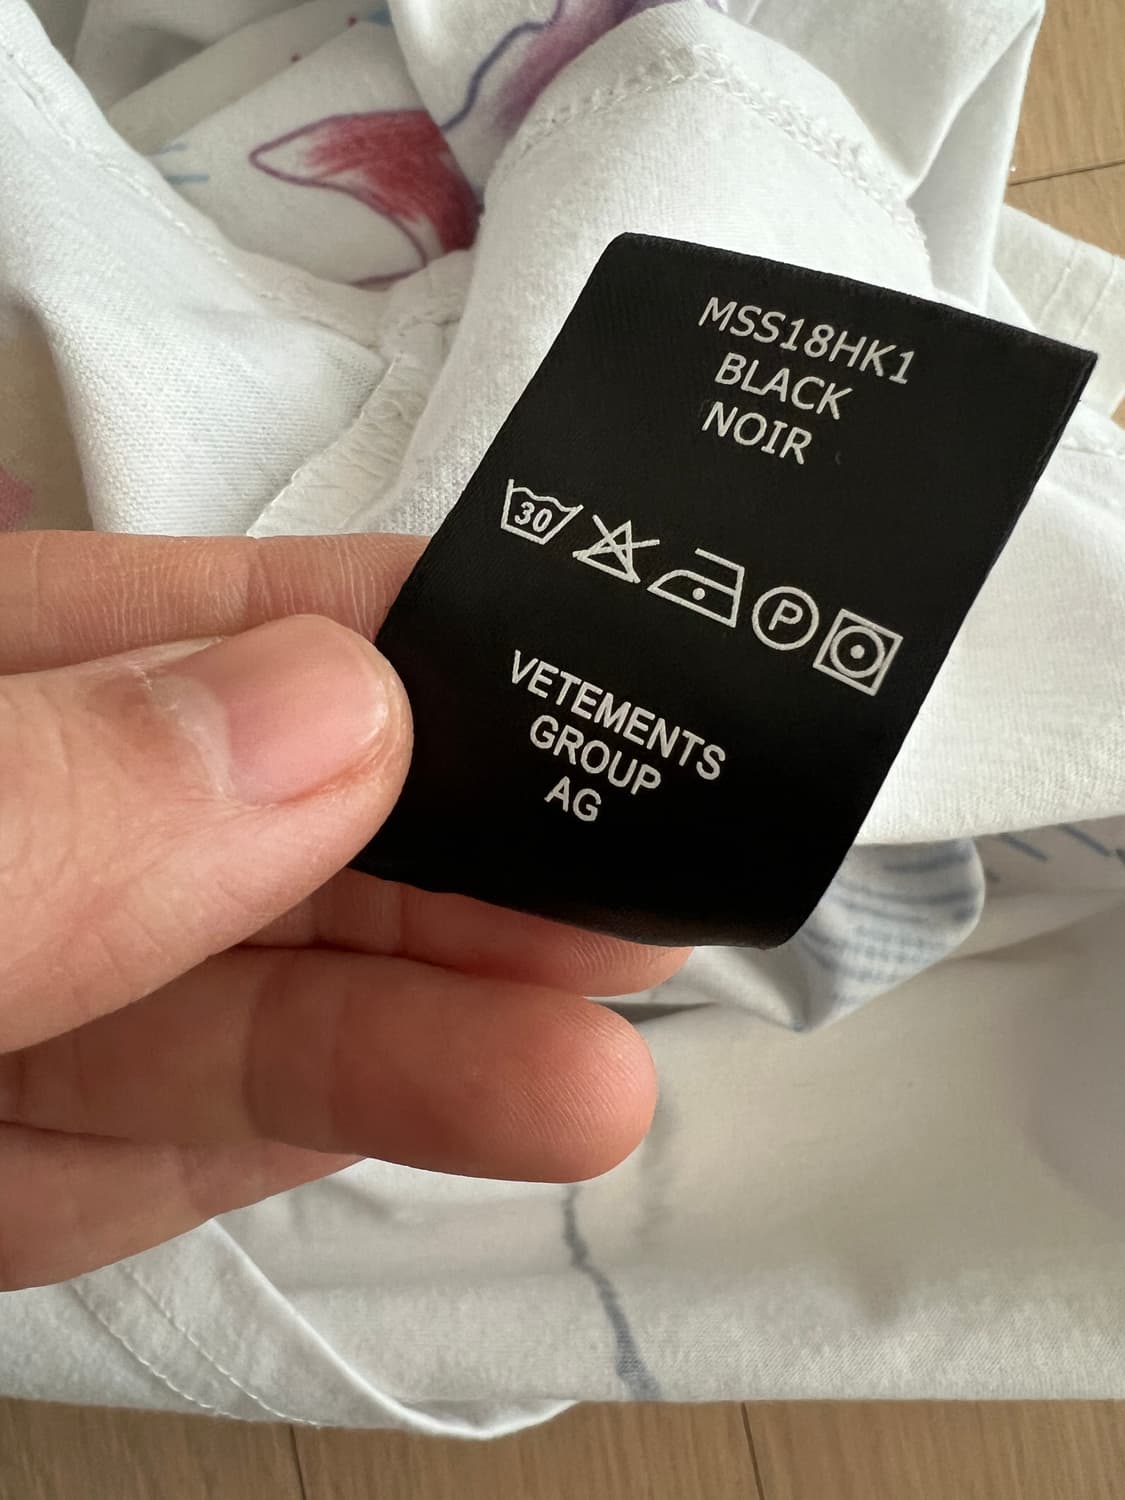 MSS18HK1
BLACK
NOIR
30
P
VETEMENTS
GROUP
AG